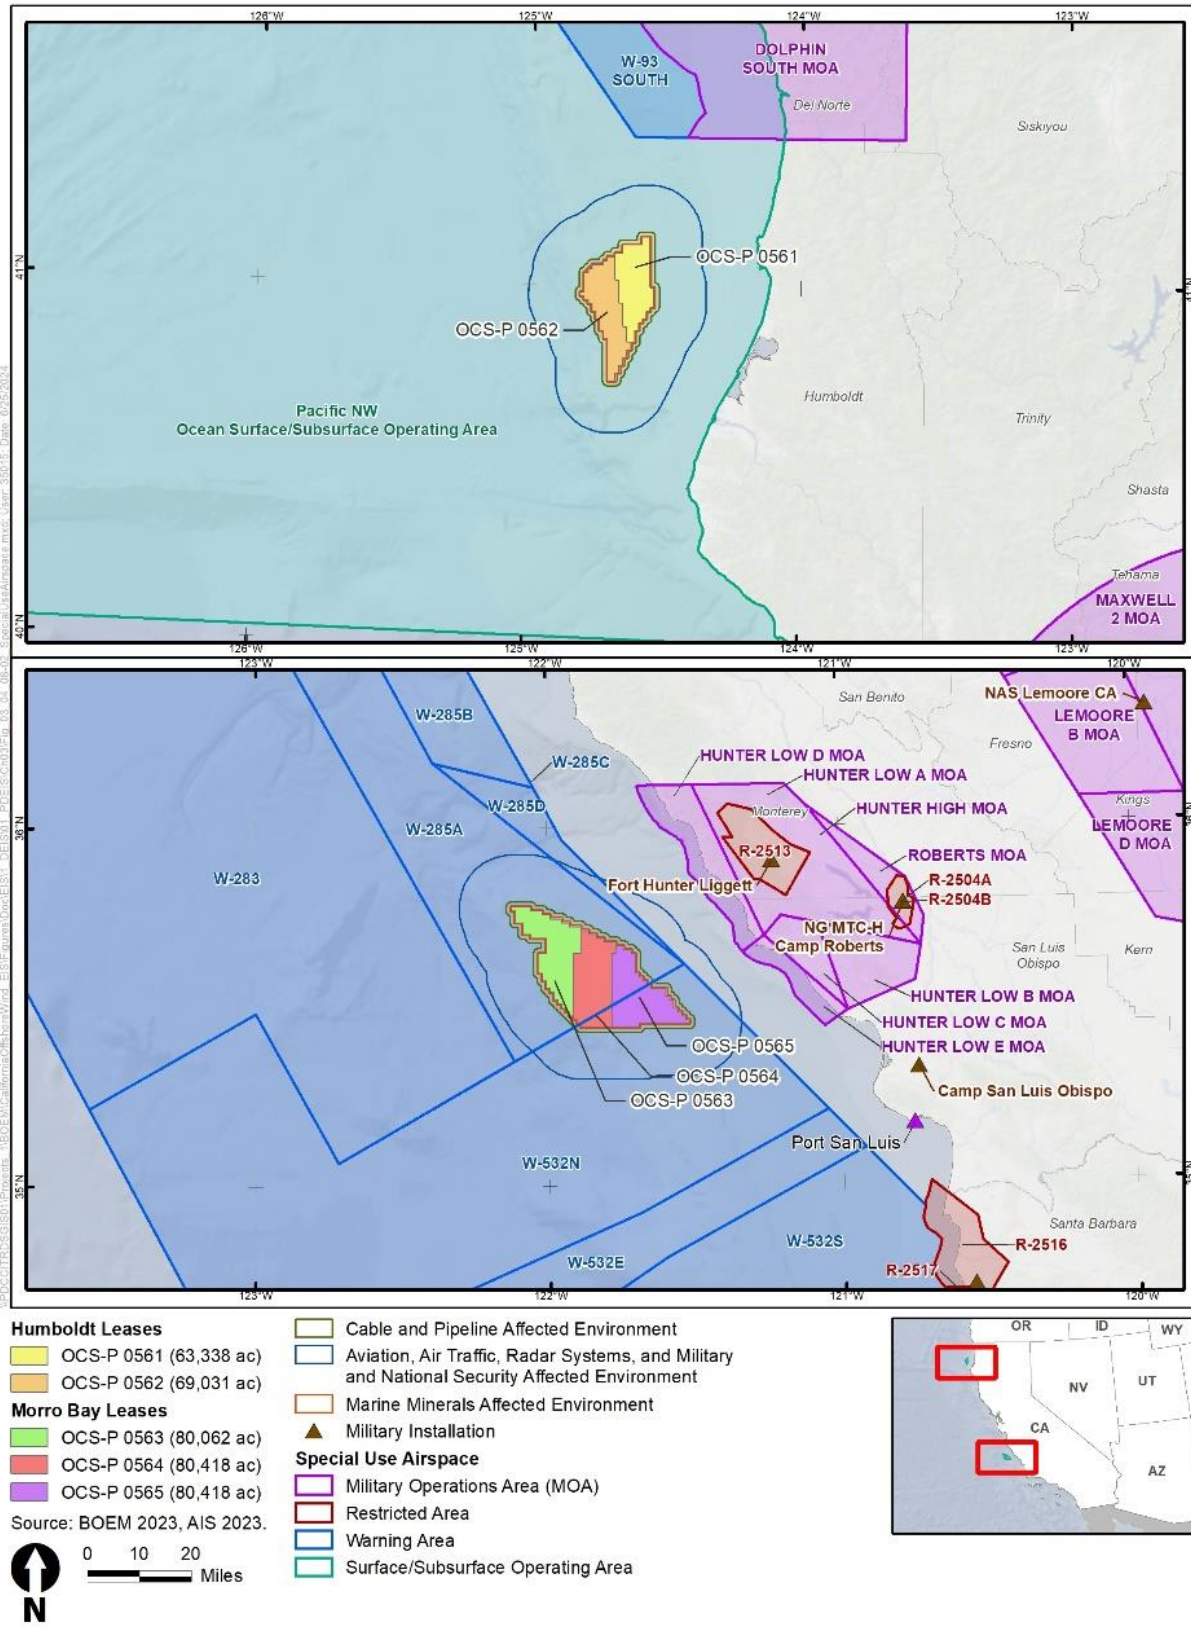 126°W
125°W
124°W
123°W
W-93
SOUTH
DOLPHIN
SOUTH MOA
Del Norte
Siskiyou
41°N
OCS-P 0561
OCS-P 0562
Pacific NW
Ocean Surface/Subsurface Operating Area
Humboldt
Trinity
Shasta
Tehama
MAXWELL
2 MOA
40°N
126°W
125°W
124°W
123°W
123°W
122°W
121°W
120°W
San Benito
NAS Lemoore CA
LEMOORE
B MOA
W-285B
Fresno
HUNTER LOW D MOA
W-285C
HUNTER LOW A MOA
Kings
W-285D
Monterey
HUNTER HIGH MOA
36°N
W-285A
LEMOORE
D MOA
R-2513
ROBERTS MOA
W-283
Fort Hunter Liggett
R-2504A
R-2504B
NG MTC-H
Camp Roberts
San Luis
Obispo
Kern
HUNTER LOW B MOA
HUNTER LOW C MOA
OCS-P 0565
HUNTER LOW E MOA
OCS-P 0564
OCS-P 0563
Camp San Luis Obispo
Port San Luis
W-532N
35°N
Santa Barbara
W-532S
R-2516
W-532E
R-2517
123°W
122°W
121°W
120°W
Humboldt Leases
OCS-P 0561 (63,338 ac)
OCS-P 0562 (69,031 ac)
Morro Bay Leases
OCS-P 0563 (80,062 ac)
OCS-P 0564 (80,418 ac)
OCS-P 0565 (80,418 ac)
Source: BOEM 2023, AIS 2023.
0 10 20
Miles
N
Cable and Pipeline Affected Environment
Aviation, Air Traffic, Radar Systems, and Military
and National Security Affected Environment
Marine Minerals Affected Environment
Military Installation
Special Use Airspace
Military Operations Area (MOA)
Restricted Area
Warning Area
Surface/Subsurface Operating Area
OR
ID
WY
NV
UT
CA
AZ